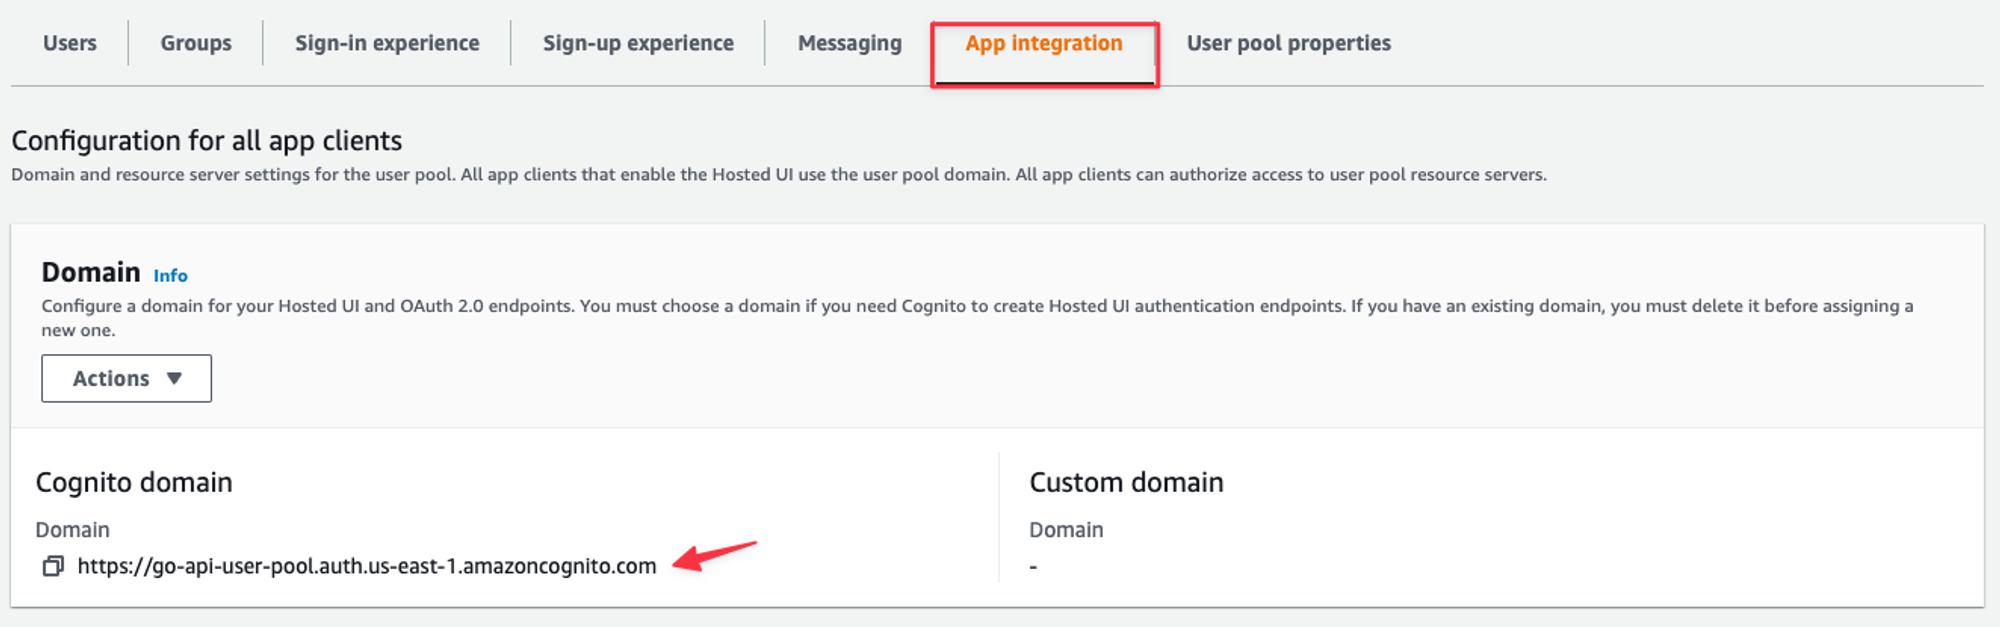 Users Groups Sign-in experience Sign-up experience Messaging App integration User pool properties
Configuration for all app clients
Domain and resource server settings for the user pool. All app clients that enable the Hosted UI use the user pool domain. All app clients can authorize access to user pool resource servers.
Domain Info
Configure a domain for your Hosted UI and OAuth 2.0 endpoints. You must choose a domain if you need Cognito to create Hosted UI authentication endpoints. If you have an existing domain, you must delete it before assigning a
new one.
Actions
Cognito domain
Domain
https://go-api-user-pool.auth.us-east-1.amazoncognito.com
Custom domain
Domain
-